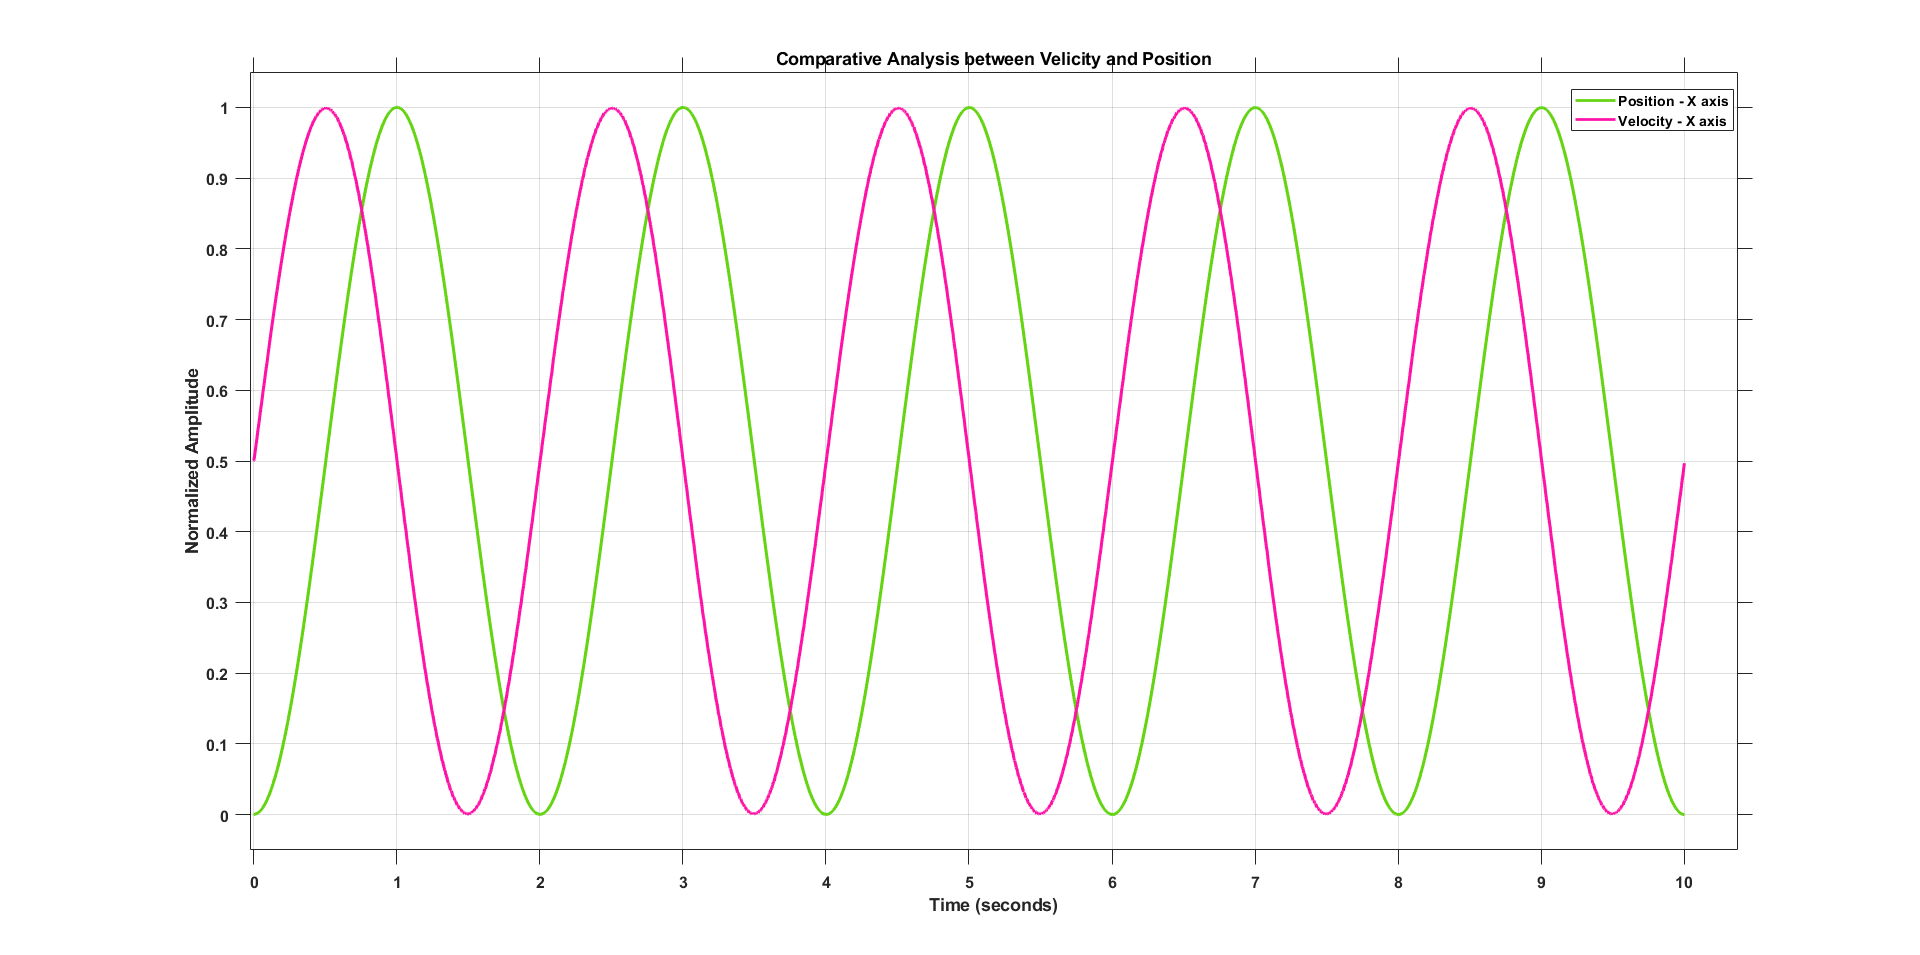 Comparative Analysis between Velicity and Position
Position - X axis
Velocity - X axis
Normalized Amplitude
1
0.9
0.8
0.7
0.6
0.5
0.4
0.3
0.2
0.1
0
0 1 2 3 4 5 6 7 8 9 10
Time (seconds)